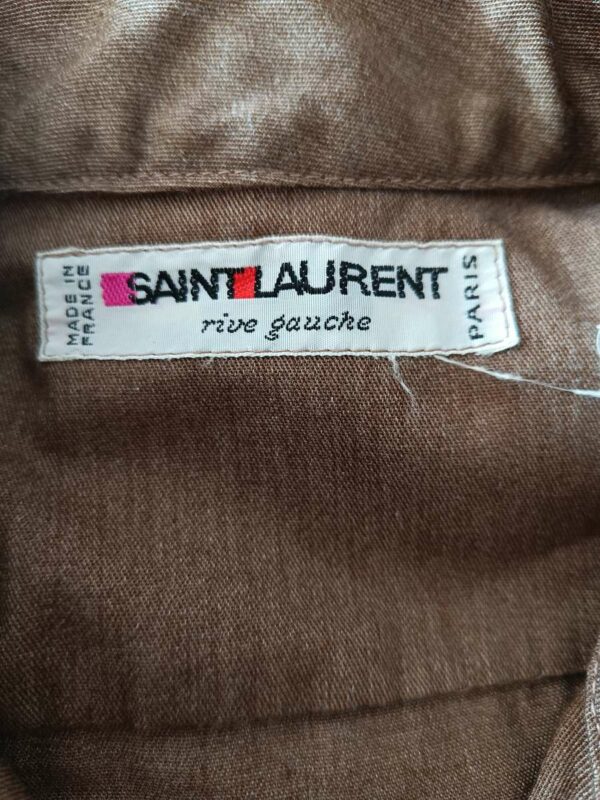 MADE IN
FRANCE
SAINT LAURENT
rive gauche
PARIS